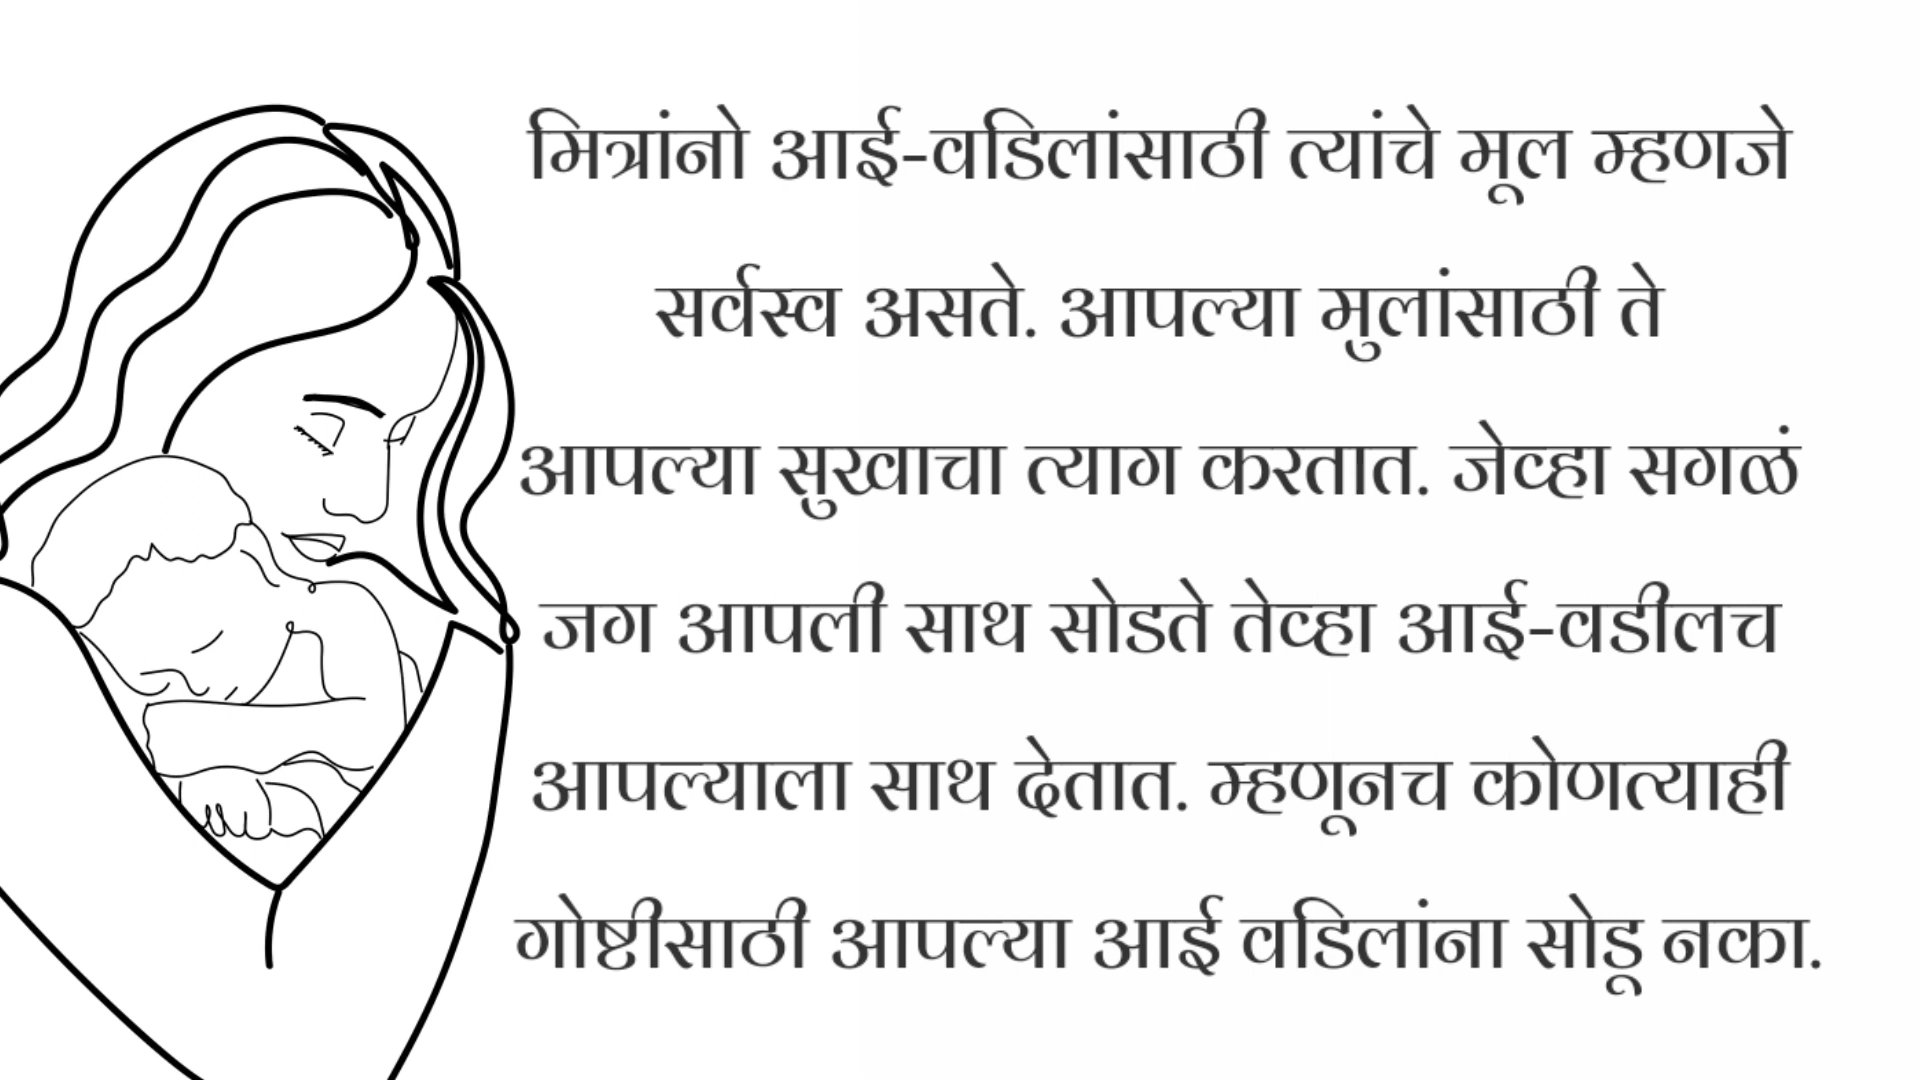 मित्रांनो आई-वडिलांसाठी त्यांचे मूल म्हणजे
सर्वस्व असते. आपल्या मुलांसाठी ते
आपल्या सुखाचा त्याग करतात. जेव्हा सगळं
जग आपली साथ सोडते तेव्हा आई-वडीलच
आपल्याला साथ देतात. म्हणूनच कोणत्याही
गोष्टीसाठी आपल्या आई वडिलांना सोडू नका.